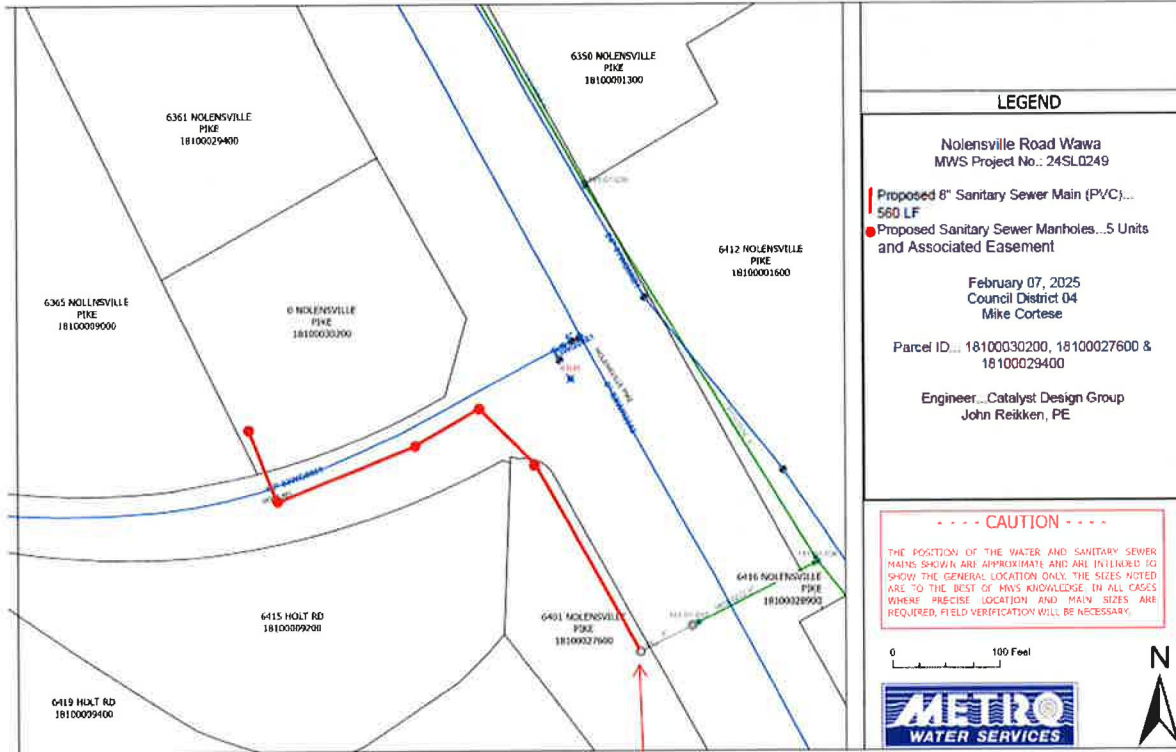 6350 NOLENSVILLE
PIKE
18100001300
6361 NOLENSVILLE
PIKE
18100029400
6412 NOLENSVILLE
PIKE
18100001600
6365 NOLENSVILLE
PIKE
18100009000
0 NOLENSVILLE
PIKE
18100030200
NOLENSVILLE PIKE
6416 NOLENSVILLE
PIKE
18100028900
6415 HOLT RD
18100009200
6401 NOLENSVILLE
PIKE
18100027600
6419 HOLT RD
18100009400
LEGEND
Nolensville Road Wawa
MWS Project No.: 24SL0249
Proposed 8" Sanitary Sewer Main (PVC)...
560 LF
Proposed Sanitary Sewer Manholes...5 Units
and Associated Easement
February 07, 2025
Council District 04
Mike Cortese
Parcel ID... 18100030200, 18100027600 &
18100029400
Engineer...Catalyst Design Group
John Reikken, PE
- - - - CAUTION - - - -
THE POSITION OF THE WATER AND SANITARY SEWER
MAINS SHOWN ARE APPROXIMATE AND ARE INTENDED TO
SHOW THE GENERAL LOCATION ONLY. THE SIZES NOTED
ARE TO THE BEST OF MWS KNOWLEDGE. IN ALL CASES
WHERE PRECISE LOCATION AND MAIN SIZES ARE
REQUIRED, FIELD VERIFICATION WILL BE NECESSARY.
0 100 Feet
N
METRO
WATER SERVICES